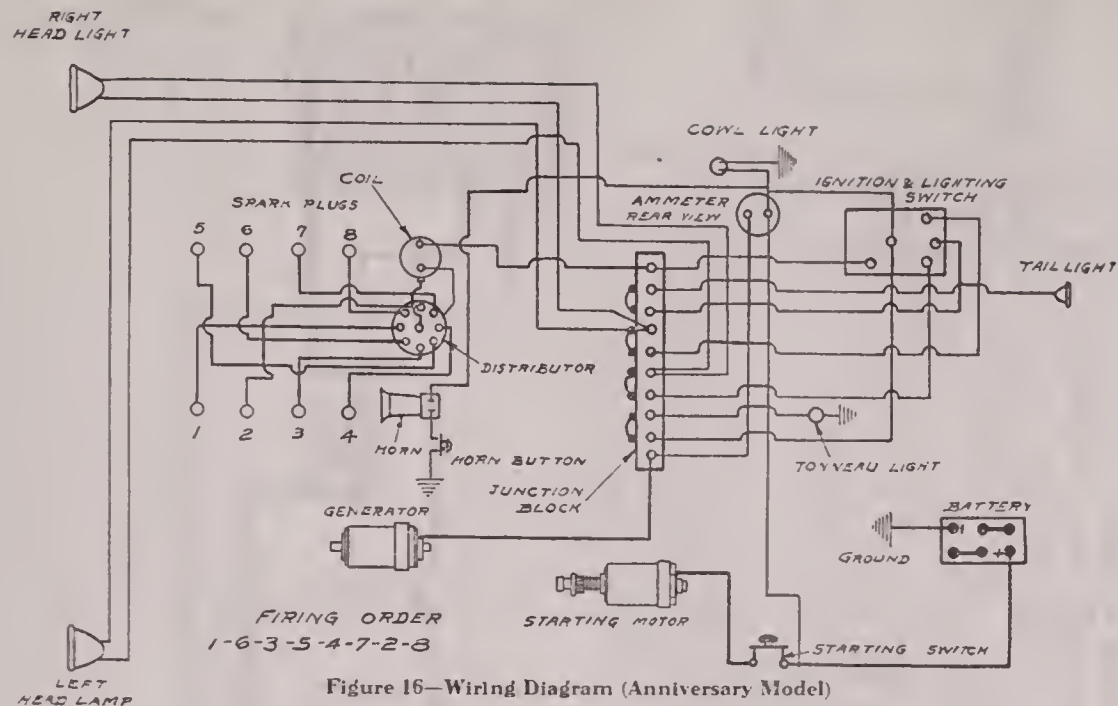 RIGHT
HEAD LIGHT
COWL LIGHT
COIL
IGNITION & LIGHTING
SWITCH
SPARK PLUGS
AMMETER
REAR VIEW
5 6 7 8
TAIL LIGHT
DISTRIBUTOR
1 2 3 4
HORN
HORN BUTTON
TONNEAU LIGHT
JUNCTION
BLOCK
GENERATOR
BATTERY
+
GROUND
STARTING MOTOR
FIRING ORDER
1-6-3-5-4-7-2-8
STARTING SWITCH
LEFT
HEAD LAMP
Figure 16—Wiring Diagram (Anniversary Model)